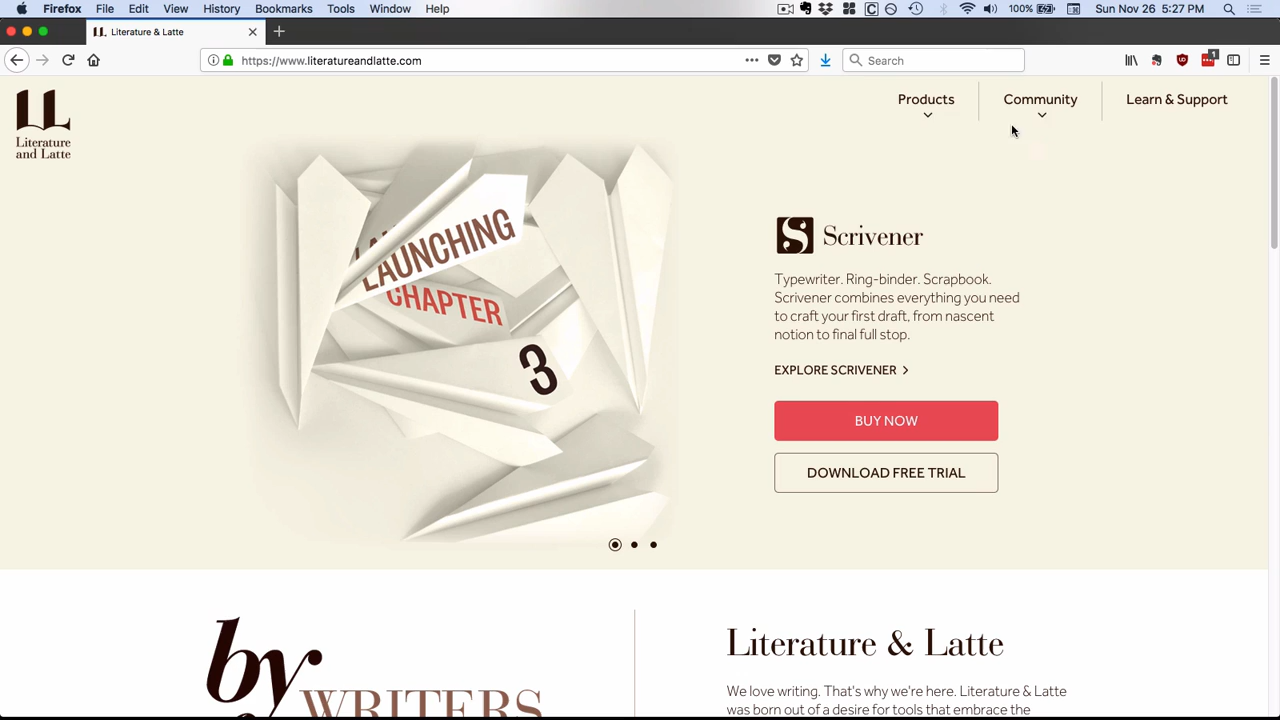 Firefox File Edit View History Bookmarks Tools Window Help 100% Sun Nov 26 5:27 PM
Literature & Latte
https://www.literatureandlatte.com
Search
1
Products
Community
Learn & Support
LL
Literature
and Latte
LAUNCHING
LAUNCHING
CHAPTER
3
S Scrivener
Typewriter. Ring-binder. Scrapbook.
Scrivener combines everything you need
to craft your first draft, from nascent
notion to final full stop.
EXPLORE SCRIVENER >
BUY NOW
DOWNLOAD FREE TRIAL
by
WRITERS
Literature & Latte
We love writing. That's why we're here. Literature & Latte
was born out of a desire for tools that embrace the